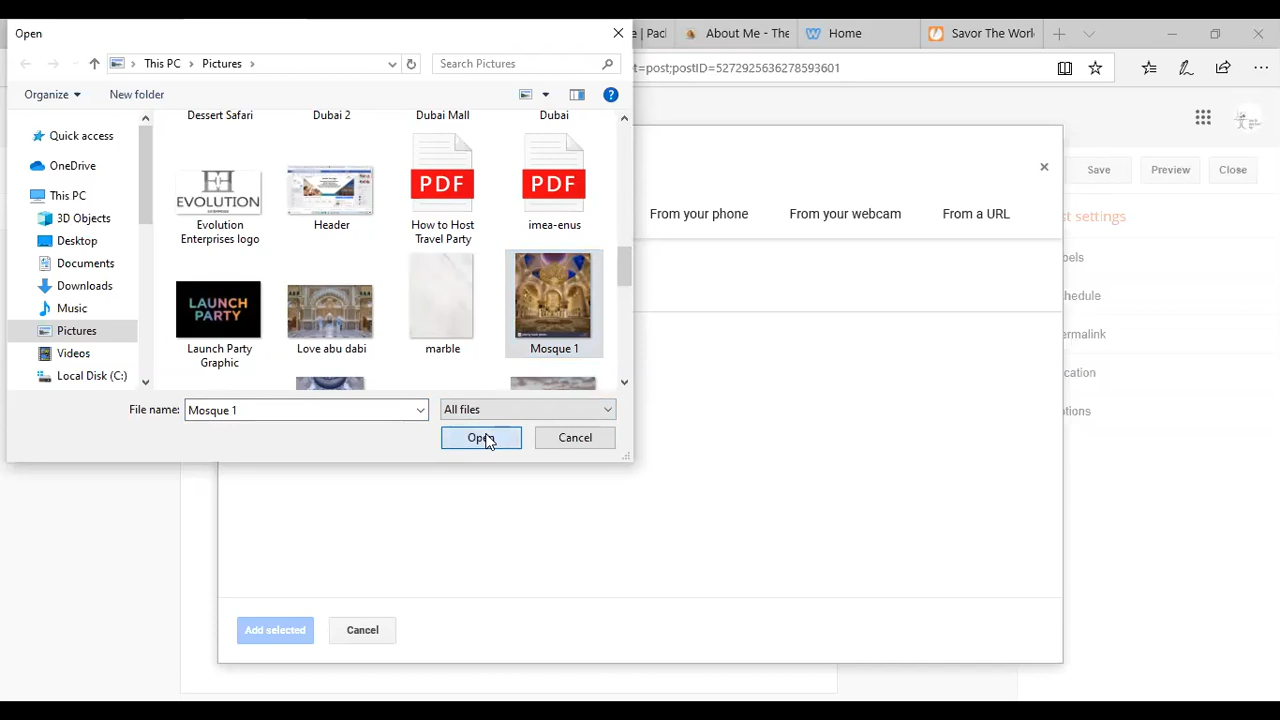 Open
e | Pacl
About Me - The
Home
Savor The World
This PC
Pictures
Search Pictures
t=post;postID=5272925636278593601
Organize
New folder
Dessert Safari
Dubai 2
Dubai Mall
Dubai
Quick access
OneDrive
This PC
3D Objects
Desktop
Documents
Downloads
Music
Pictures
Videos
Local Disk (C:)
PDF
PDF
EVOLUTION
Evolution
Enterprises logo
Header
How to Host
Travel Party
imea-enus
LAUNCH
PARTY
Launch Party
Graphic
Love abu dabi
marble
Mosque 1
File name:
Mosque 1
All files
Open
Cancel
Save
Preview
Close
From your phone
From your webcam
From a URL
st settings
bels
hedule
ermalink
cation
tions
Add selected
Cancel